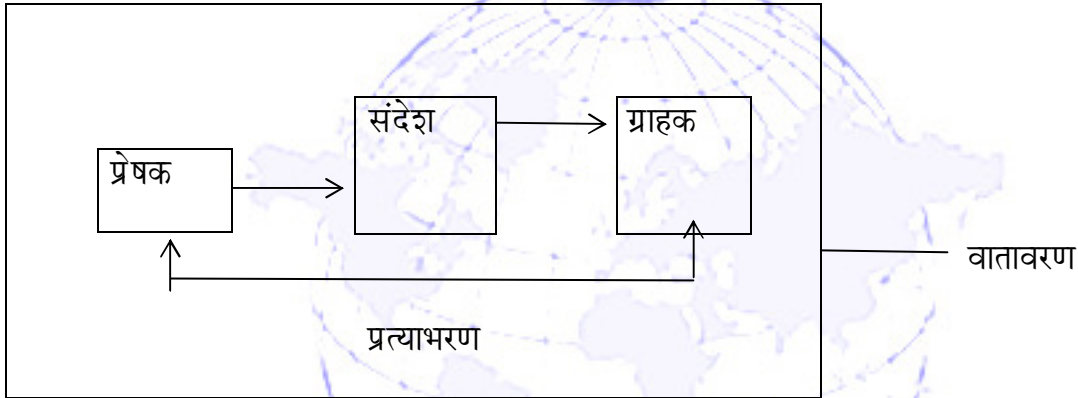 संदेश
ग्राहक
प्रेषक
वातावरण
प्रत्याभरण